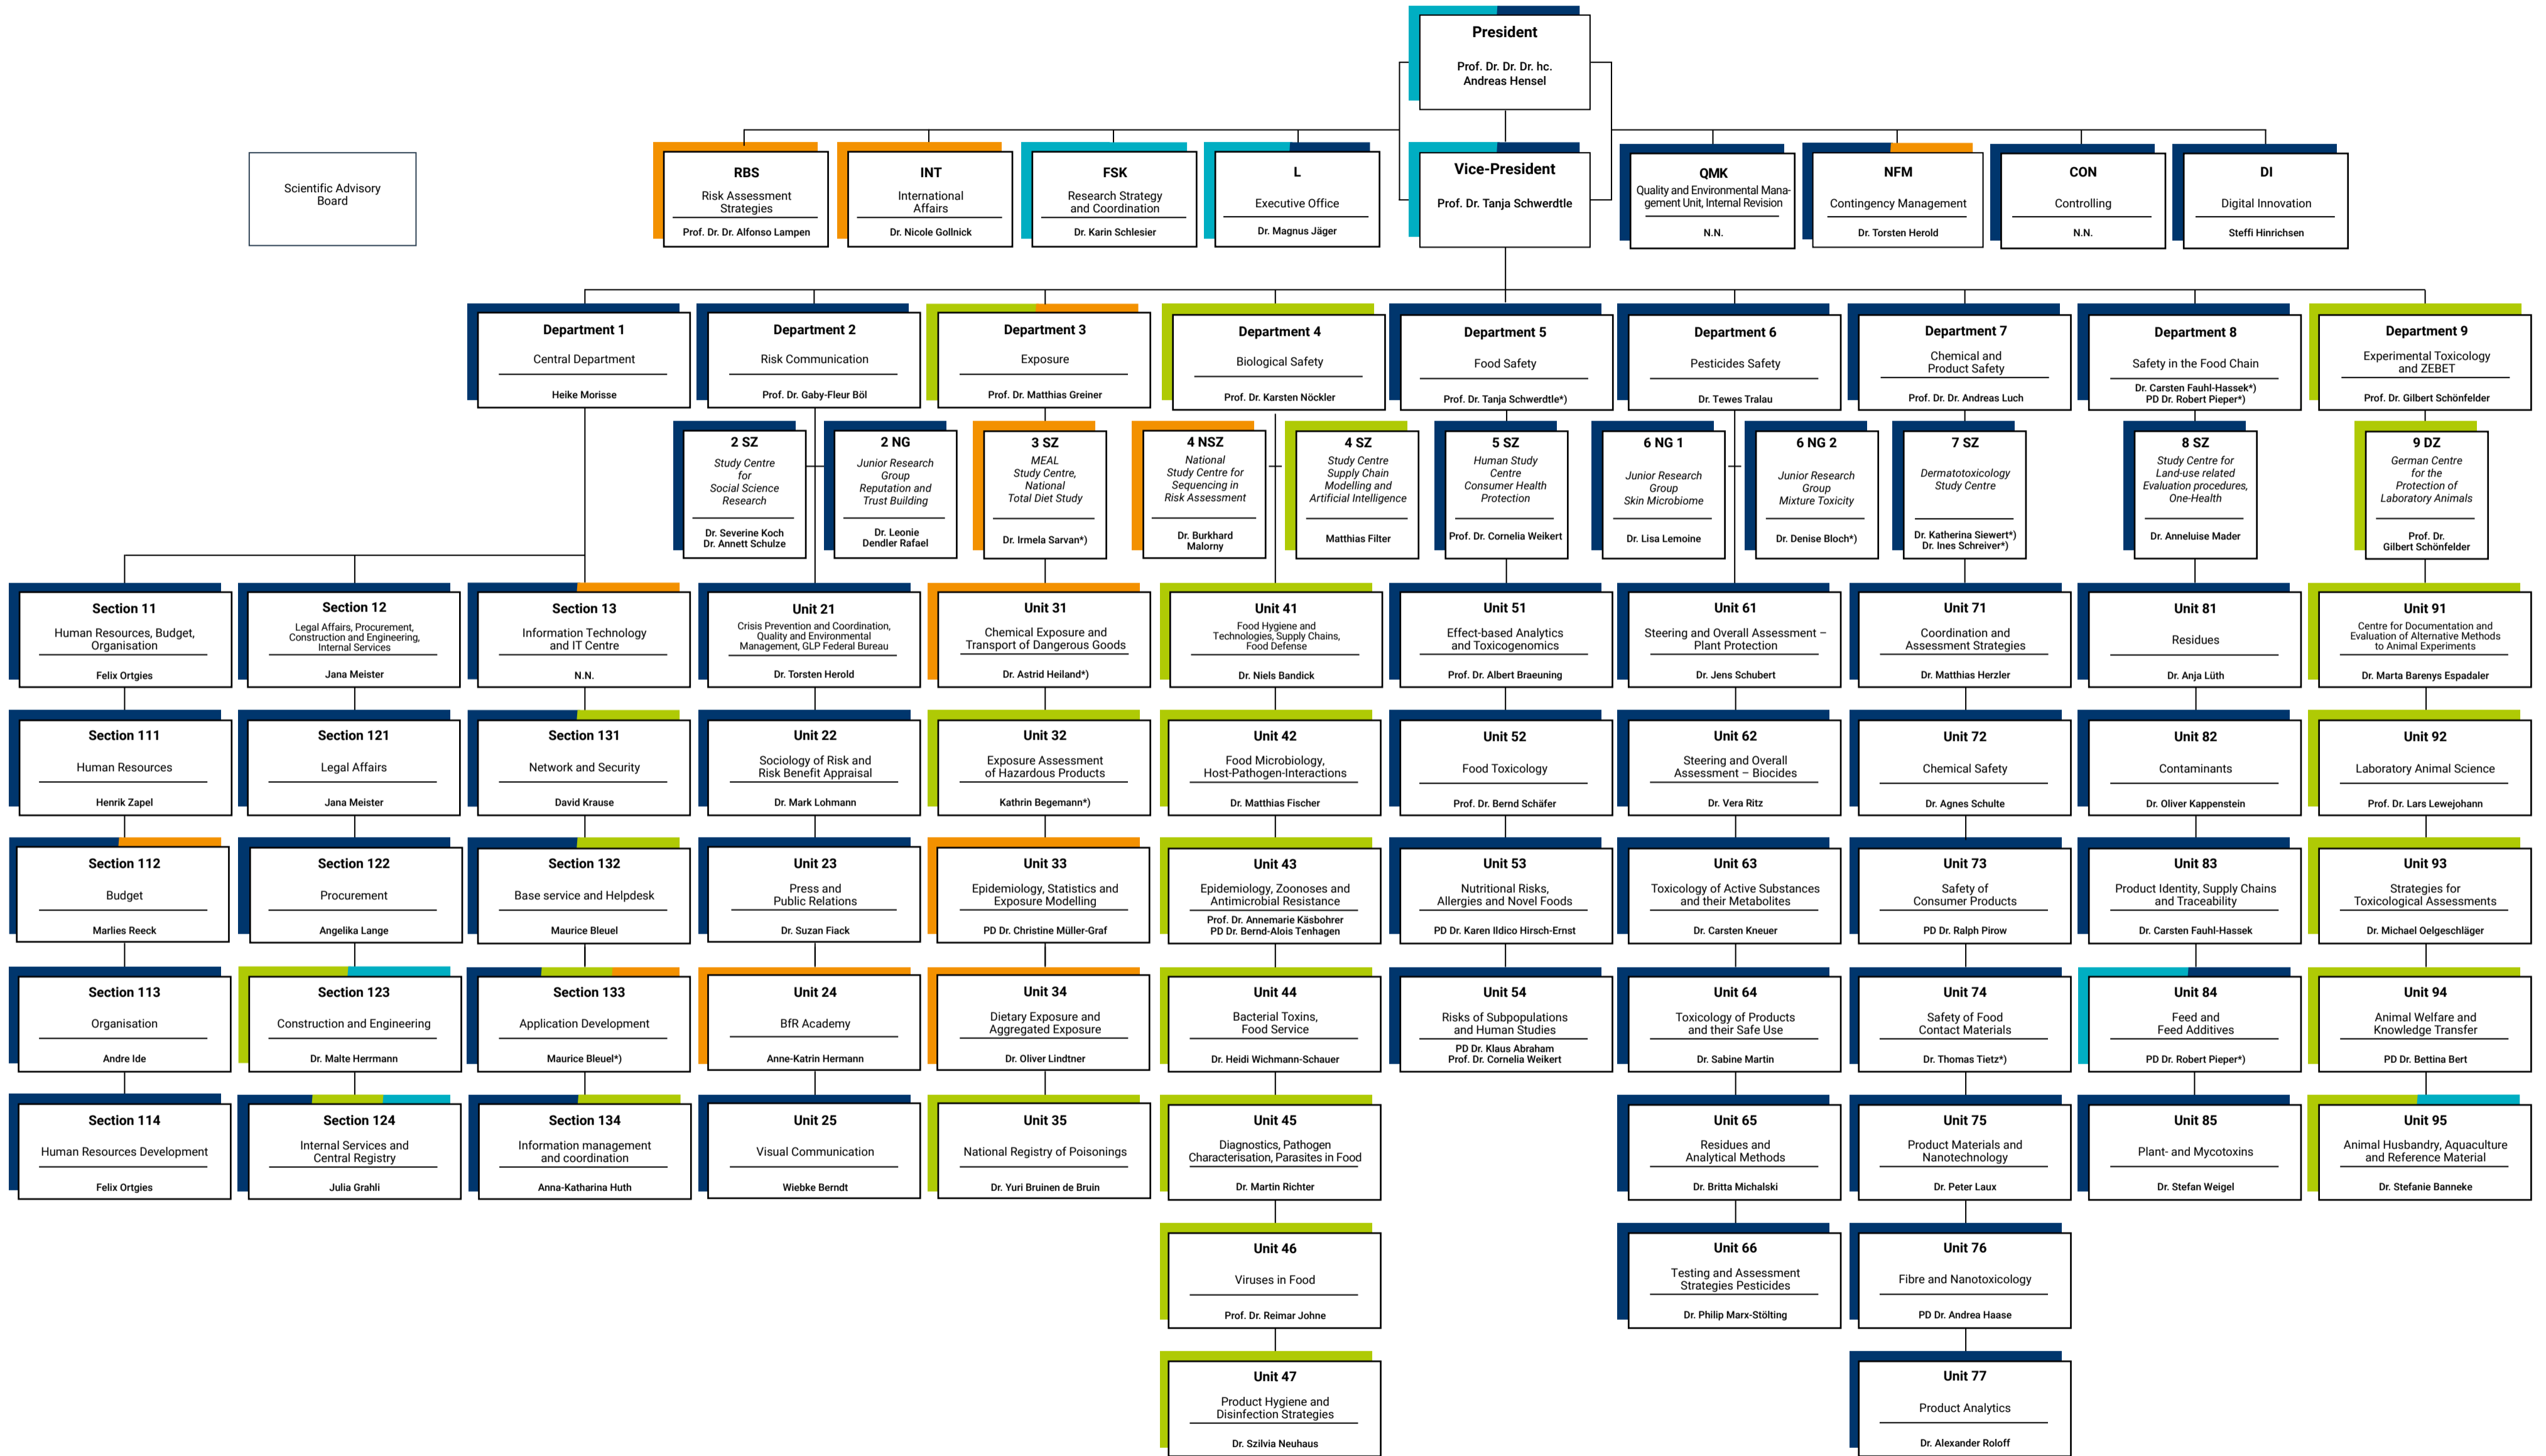 President
Prof. Dr. Dr. Dr. hc.
Andreas Hensel
Scientific Advisory
Board
RBS
Risk Assessment
Strategies
Prof. Dr. Dr. Alfonso Lampen
INT
International
Affairs
Dr. Nicole Gollnick
FSK
Research Strategy
and Coordination
Dr. Karin Schlesier
L
Executive Office
Dr. Magnus Jäger
Vice-President
Prof. Dr. Tanja Schwerdtle
QMK
Quality and Environmental Mana-
gement Unit, Internal Revision
N.N.
NFM
Contingency Management
Dr. Torsten Herold
CON
Controlling
N.N.
DI
Digital Innovation
Steffi Hinrichsen
Department 1
Central Department
Heike Morisse
Department 2
Risk Communication
Prof. Dr. Gaby-Fleur Böl
Department 3
Exposure
Prof. Dr. Matthias Greiner
Department 4
Biological Safety
Prof. Dr. Karsten Nöckler
Department 5
Food Safety
Prof. Dr. Tanja Schwerdtle*)
Department 6
Pesticides Safety
Dr. Tewes Tralau
Department 7
Chemical and
Product Safety
Prof. Dr. Dr. Andreas Luch
Department 8
Safety in the Food Chain
Dr. Carsten Fauhl-Hassek*)
PD Dr. Robert Pieper*)
Department 9
Experimental Toxicology
and ZEBET
Prof. Dr. Gilbert Schönfelder
2 SZ
Study Centre
for
Social Science
Research
Dr. Severine Koch
Dr. Annett Schulze
2 NG
Junior Research
Group
Reputation and
Trust Building
Dr. Leonie
Dendler Rafael
3 SZ
MEAL
Study Centre,
National
Total Diet Study
Dr. Irmela Sarvan*)
4 NSZ
National
Study Centre for
Sequencing in
Risk Assessment
Dr. Burkhard
Malorny
4 SZ
Study Centre
Supply Chain
Modelling and
Artificial Intelligence
Matthias Filter
5 SZ
Human Study
Centre
Consumer Health
Protection
Prof. Dr. Cornelia Weikert
6 NG 1
Junior Research
Group
Skin Microbiome
Dr. Lisa Lemoine
6 NG 2
Junior Research
Group
Mixture Toxicity
Dr. Denise Bloch*)
7 SZ
Dermatotoxicology
Study Centre
Dr. Katherina Siewert*)
Dr. Ines Schreiver*)
8 SZ
Study Centre for
Land-use related
Evaluation procedures,
One-Health
Dr. Anneluise Mader
9 DZ
German Centre
for the
Protection of
Laboratory Animals
Prof. Dr.
Gilbert Schönfelder
Section 11
Human Resources, Budget,
Organisation
Felix Ortgies
Section 12
Legal Affairs, Procurement,
Construction and Engineering,
Internal Services
Jana Meister
Section 13
Information Technology
and IT Centre
N.N.
Unit 21
Crisis Prevention and Coordination,
Quality and Environmental
Management, GLP Federal Bureau
Dr. Torsten Herold
Unit 31
Chemical Exposure and
Transport of Dangerous Goods
Dr. Astrid Heiland*)
Unit 41
Food Hygiene and
Technologies, Supply Chains,
Food Defense
Dr. Niels Bandick
Unit 51
Effect-based Analytics
and Toxicogenomics
Prof. Dr. Albert Braeuning
Unit 61
Steering and Overall Assessment –
Plant Protection
Dr. Jens Schubert
Unit 71
Coordination and
Assessment Strategies
Dr. Matthias Herzler
Unit 81
Residues
Dr. Anja Lüth
Unit 91
Centre for Documentation and
Evaluation of Alternative Methods
to Animal Experiments
Dr. Marta Barenys Espadaler
Section 111
Human Resources
Henrik Zapel
Section 121
Legal Affairs
Jana Meister
Section 131
Network and Security
David Krause
Unit 22
Sociology of Risk and
Risk Benefit Appraisal
Dr. Mark Lohmann
Unit 32
Exposure Assessment
of Hazardous Products
Kathrin Begemann*)
Unit 42
Food Microbiology,
Host-Pathogen-Interactions
Dr. Matthias Fischer
Unit 52
Food Toxicology
Prof. Dr. Bernd Schäfer
Unit 62
Steering and Overall
Assessment – Biocides
Dr. Vera Ritz
Unit 72
Chemical Safety
Dr. Agnes Schulte
Unit 82
Contaminants
Dr. Oliver Kappenstein
Unit 92
Laboratory Animal Science
Prof. Dr. Lars Lewejohann
Section 112
Budget
Marlies Reeck
Section 122
Procurement
Angelika Lange
Section 132
Base service and Helpdesk
Maurice Bleuel
Unit 23
Press and
Public Relations
Dr. Suzan Fiack
Unit 33
Epidemiology, Statistics and
Exposure Modelling
PD Dr. Christine Müller-Graf
Unit 43
Epidemiology, Zoonoses and
Antimicrobial Resistance
Prof. Dr. Annemarie Käsbohrer
PD Dr. Bernd-Alois Tenhagen
Unit 53
Nutritional Risks,
Allergies and Novel Foods
PD Dr. Karen Ildico Hirsch-Ernst
Unit 63
Toxicology of Active Substances
and their Metabolites
Dr. Carsten Kneuer
Unit 73
Safety of
Consumer Products
PD Dr. Ralph Pirow
Unit 83
Product Identity, Supply Chains
and Traceability
Dr. Carsten Fauhl-Hassek
Unit 93
Strategies for
Toxicological Assessments
Dr. Michael Oelgeschläger
Section 113
Organisation
Andre Ide
Section 123
Construction and Engineering
Dr. Malte Herrmann
Section 133
Application Development
Maurice Bleuel*)
Unit 24
BfR Academy
Anne-Katrin Hermann
Unit 34
Dietary Exposure and
Aggregated Exposure
Dr. Oliver Lindtner
Unit 44
Bacterial Toxins,
Food Service
Dr. Heidi Wichmann-Schauer
Unit 54
Risks of Subpopulations
and Human Studies
PD Dr. Klaus Abraham
Prof. Dr. Cornelia Weikert
Unit 64
Toxicology of Products
and their Safe Use
Dr. Sabine Martin
Unit 74
Safety of Food
Contact Materials
Dr. Thomas Tietz*)
Unit 84
Feed and
Feed Additives
PD Dr. Robert Pieper*)
Unit 94
Animal Welfare and
Knowledge Transfer
PD Dr. Bettina Bert
Section 114
Human Resources Development
Felix Ortgies
Section 124
Internal Services and
Central Registry
Julia Grahli
Section 134
Information management
and coordination
Anna-Katharina Huth
Unit 25
Visual Communication
Wiebke Berndt
Unit 35
National Registry of Poisonings
Dr. Yuri Bruinen de Bruin
Unit 45
Diagnostics, Pathogen
Characterisation, Parasites in Food
Dr. Martin Richter
Unit 65
Residues and
Analytical Methods
Dr. Britta Michalski
Unit 75
Product Materials and
Nanotechnology
Dr. Peter Laux
Unit 85
Plant- and Mycotoxins
Dr. Stefan Weigel
Unit 95
Animal Husbandry, Aquaculture
and Reference Material
Dr. Stefanie Banneke
Unit 46
Viruses in Food
Prof. Dr. Reimar Johne
Unit 66
Testing and Assessment
Strategies Pesticides
Dr. Philip Marx-Stölting
Unit 76
Fibre and Nanotoxicology
PD Dr. Andrea Haase
Unit 47
Product Hygiene and
Disinfection Strategies
Dr. Szilvia Neuhaus
Unit 77
Product Analytics
Dr. Alexander Roloff